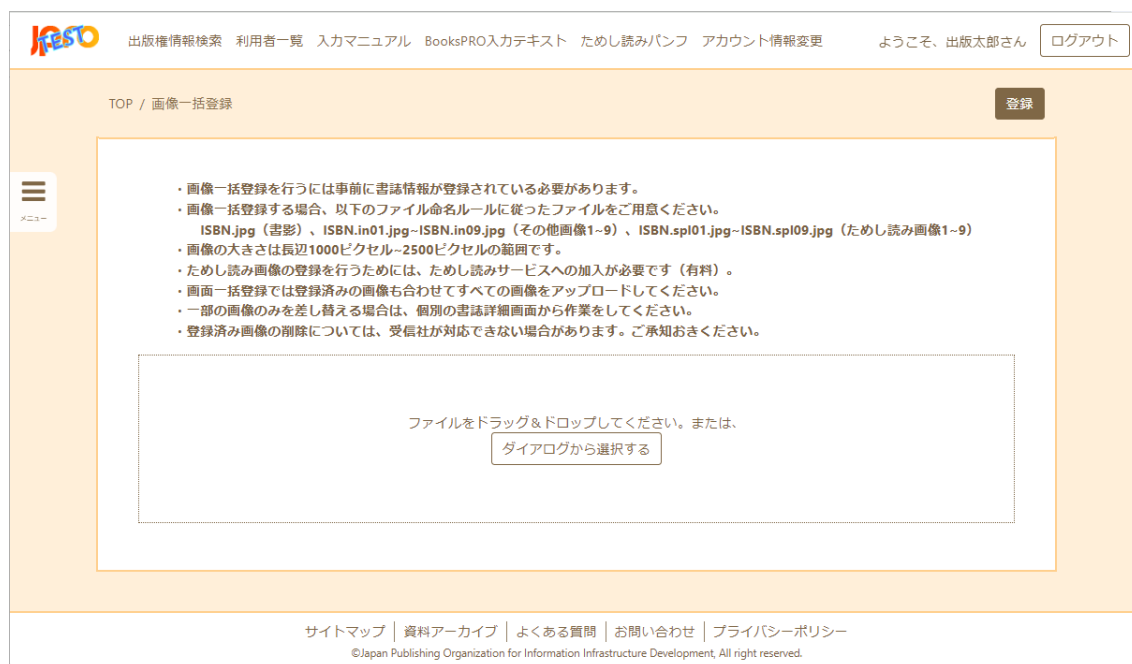 JPTESTO
出版権情報検索 利用者一覧 入力マニュアル BooksPRO入力テキスト ためし読みパンフ アカウント情報変更 ようこそ、出版太郎さん ログアウト
TOP / 画像一括登録 登録
メニュー
・画像一括登録を行うには事前に書誌情報が登録されている必要があります。
・画像一括登録する場合、以下のファイル命名ルールに従ったファイルをご用意ください。
ISBN.jpg（書影）、ISBN.in01.jpg~ISBN.in09.jpg（その他画像1~9）、ISBN.spl01.jpg~ISBN.spl09.jpg（ためし読み画像1~9）
・画像の大きさは長辺1000ピクセル~2500ピクセルの範囲です。
・ためし読み画像の登録を行うためには、ためし読みサービスへの加入が必要です（有料）。
・画面一括登録では登録済みの画像も合わせてすべての画像をアップロードしてください。
・一部の画像のみを差し替える場合は、個別の書誌詳細画面から作業をしてください。
・登録済み画像の削除については、受信社が対応できない場合があります。ご承知おきください。
ファイルをドラッグ＆ドロップしてください。または、
ダイアログから選択する
サイトマップ | 資料アーカイブ | よくある質問 | お問い合わせ | プライバシーポリシー
©Japan Publishing Organization for Information Infrastructure Development, All right reserved.